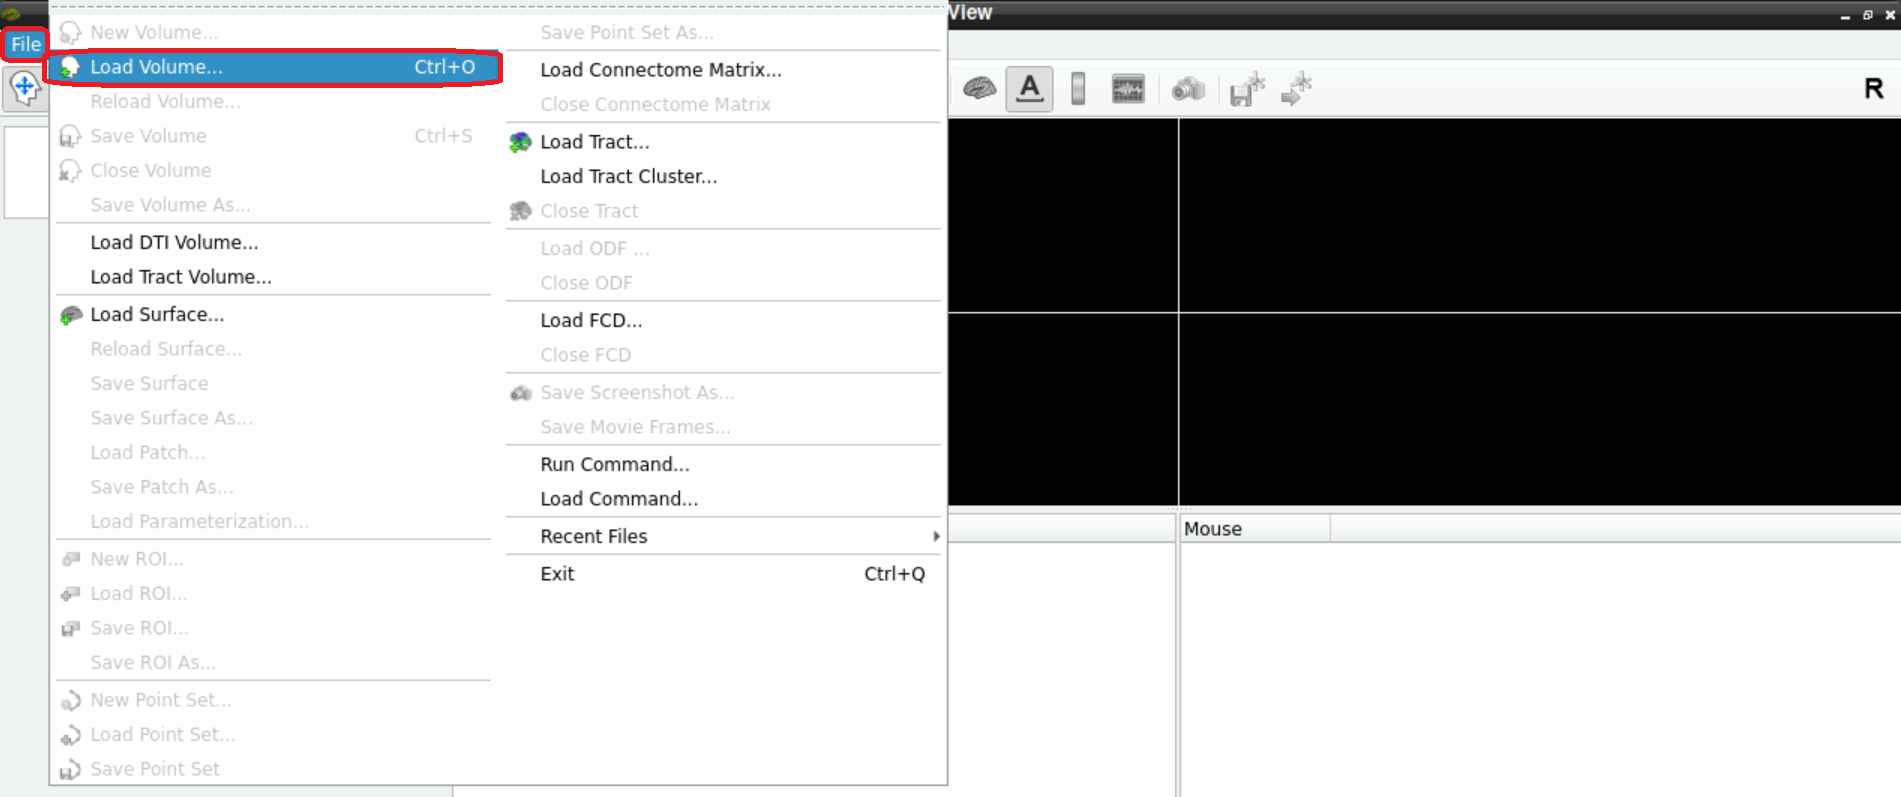 View
File
New Volume...
Load Volume... Ctrl+O
Reload Volume...
Save Volume Ctrl+S
Close Volume
Save Volume As...
Load DTI Volume...
Load Tract Volume...
Load Surface...
Reload Surface...
Save Surface
Save Surface As...
Load Patch...
Save Patch As...
Load Parameterization...
New ROI...
Load ROI...
Save ROI...
Save ROI As...
New Point Set...
Load Point Set...
Save Point Set
Save Point Set As...
Load Connectome Matrix...
Close Connectome Matrix
Load Tract...
Load Tract Cluster...
Close Tract
Load ODF ...
Close ODF
Load FCD...
Close FCD
Save Screenshot As...
Save Movie Frames...
Run Command...
Load Command...
Recent Files
Exit Ctrl+Q
A
R
Mouse